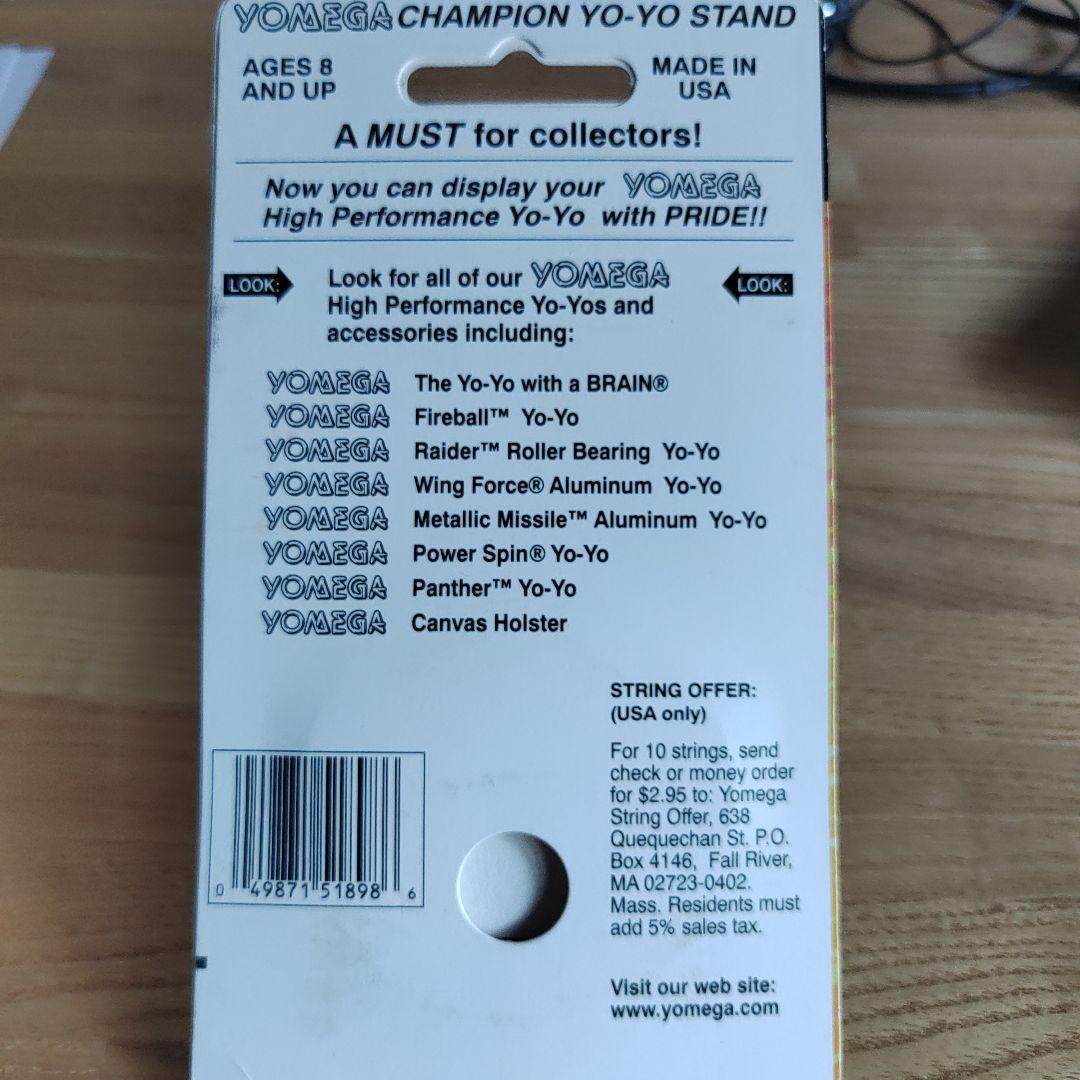 YOMEGA CHAMPION YO-YO STAND
AGES 8
AND UP
MADE IN
USA
A MUST for collectors!
Now you can display your YOMEGA
High Performance Yo-Yo with PRIDE!!
LOOK:
Look for all of our YOMEGA
High Performance Yo-Yos and
accessories including:
LOOK:
YOMEGA The Yo-Yo with a BRAIN®
YOMEGA Fireball™ Yo-Yo
YOMEGA Raider™ Roller Bearing Yo-Yo
YOMEGA Wing Force® Aluminum Yo-Yo
YOMEGA Metallic Missile™ Aluminum Yo-Yo
YOMEGA Power Spin® Yo-Yo
YOMEGA Panther™ Yo-Yo
YOMEGA Canvas Holster
STRING OFFER:
(USA only)
For 10 strings, send
check or money order
for $2.95 to: Yomega
String Offer, 638
Quequechan St. P.O.
Box 4146, Fall River,
MA 02723-0402.
Mass. Residents must
add 5% sales tax.
0 49871 51898 6
Visit our web site:
www.yomega.com